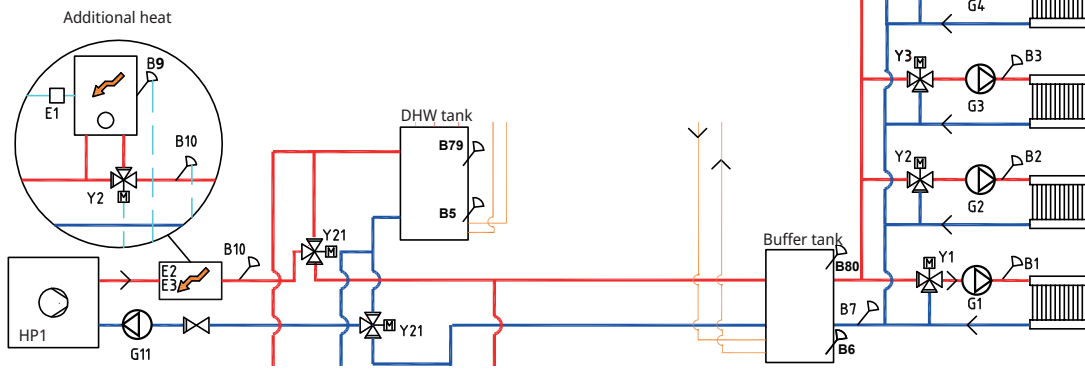 G4
Additional heat
Y3
B3
B9
E1
G3
DHW tank
B10
B79
Y2
B2
Y2
G2
B5
Y21
Buffer tank
B10
Y1
B80
B1
E2
E3
G1
B7
HP1
Y21
G11
B6